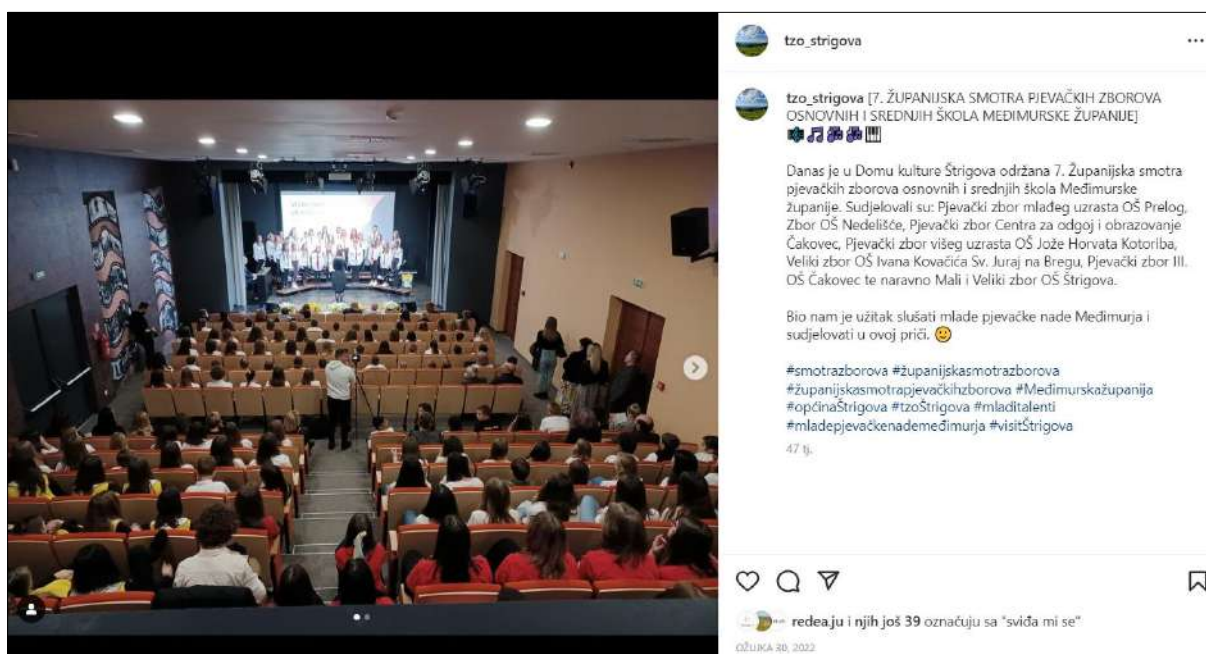 tzo_strigova
tzo_strigova [7. ŽUPANIJSKA SMOTRA PJEVAČKIH ZBOROVA
OSNOVNIH I SREDNJIH ŠKOLA MEĐIMURSKE ŽUPANIJE]
Danas je u Domu kulture Štrigova održana 7. Županijska smotra
pjevačkih zborova osnovnih i srednjih škola Međimurske
županije. Sudjelovali su: Pjevački zbor mlađeg uzrasta OŠ Prelog,
Zbor OŠ Nedelišće, Pjevački zbor Centra za odgoj i obrazovanje
Čakovec, Pjevački zbor višeg uzrasta OŠ Jože Horvata Kotoriba,
Veliki zbor OŠ Ivana Kovačića Sv. Juraj na Bregu, Pjevački zbor III.
OŠ Čakovec te naravno Mali i Veliki zbor OŠ Štrigova.
Bio nam je užitak slušati mlade pjevačke nade Međimurja i
sudjelovati u ovoj priči.
#smotrazborova #županijskasmotrazborova
#županijskasmotrapjevačkihzborova #Međimurskažupanija
#općinaŠtrigova #tzoŠtrigova #mladitalenti
#mladepjevačkenademeđimurja #visitŠtrigova
47 tj.
redea.ju i njih još 39 označuju sa "sviđa mi se"
OŽUJKA 30, 2022